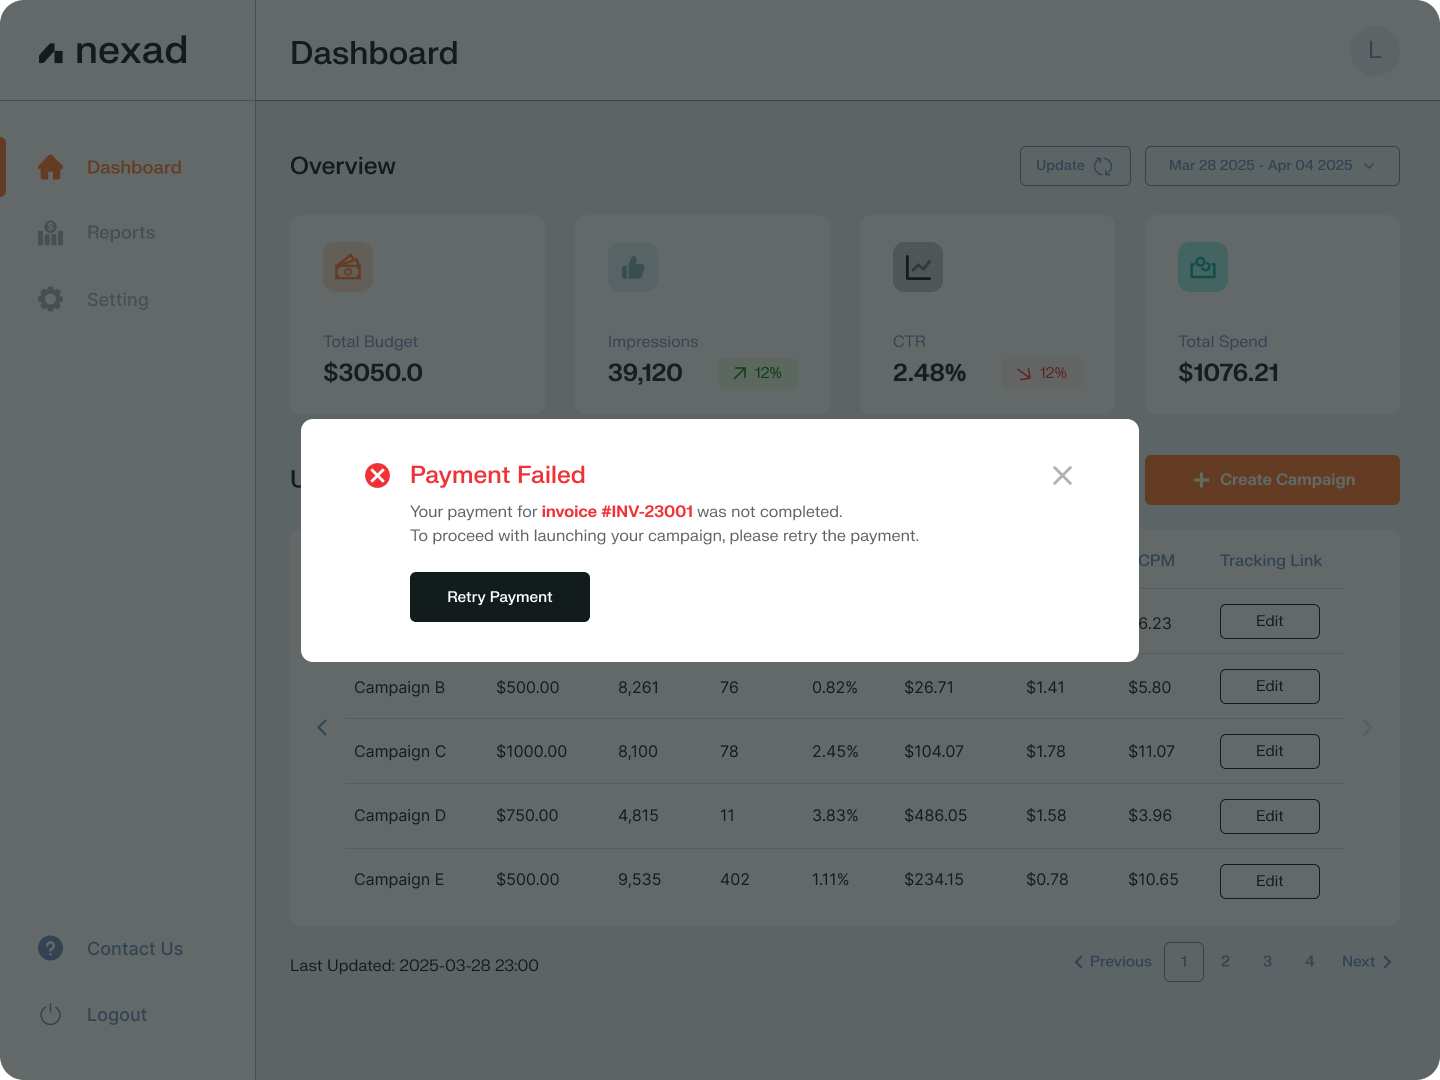 nexad
Dashboard
L
Dashboard
Reports
Setting
Contact Us
Logout
Overview
Update
Mar 28 2025 - Apr 04 2025
Total Budget
$3050.0
Impressions
39,120
12%
CTR
2.48%
12%
Total Spend
$1076.21
Create Campaign
Payment Failed
Your payment for invoice #INV-23001 was not completed.
To proceed with launching your campaign, please retry the payment.
Retry Payment
CPM Tracking Link
6.23 Edit
Campaign B $500.00 8,261 76 0.82% $26.71 $1.41 $5.80 Edit
Campaign C $1000.00 8,100 78 2.45% $104.07 $1.78 $11.07 Edit
Campaign D $750.00 4,815 11 3.83% $486.05 $1.58 $3.96 Edit
Campaign E $500.00 9,535 402 1.11% $234.15 $0.78 $10.65 Edit
Last Updated: 2025-03-28 23:00
Previous 1 2 3 4 Next